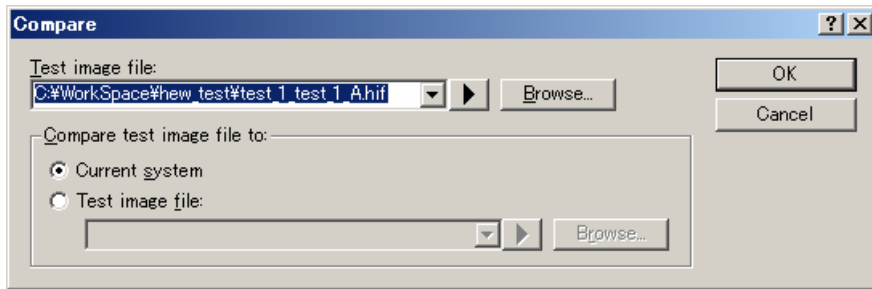 Compare
Test image file:
C:¥WorkSpace¥hew_test¥test_1_test_1_A.hif
Browse...
OK
Cancel
Compare test image file to:
Current system
Test image file:
Browse...